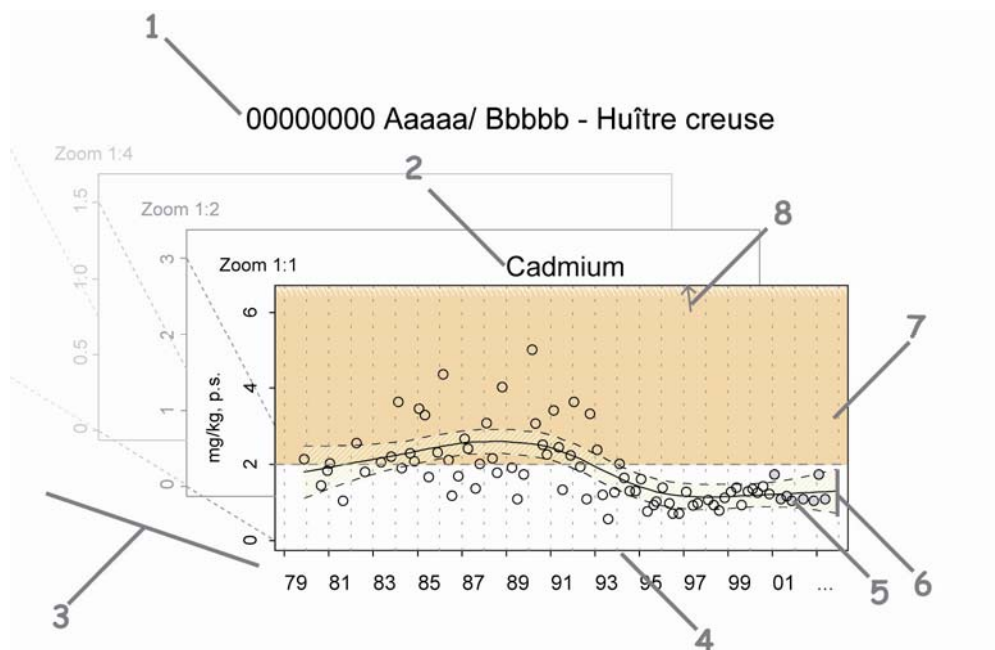 1
00000000 Aaaaa/ Bbbbb - Huître creuse
Zoom 1:4
2
Zoom 1:2
8
Zoom 1:1
Cadmium
1.5
1.0
0.5
0
3
2
1
0
mg/kg, p.s.
6
4
2
0
7
6
5
3
4
79 81 83 85 87 89 91 93 95 97 99 01 ...